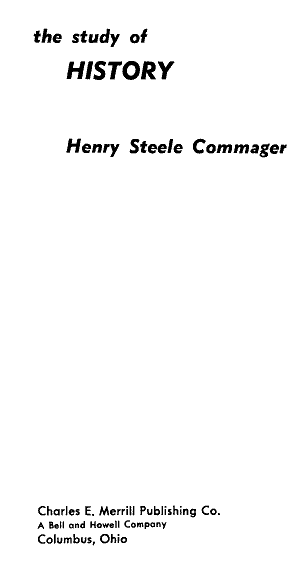 the study of
HISTORY
Henry Steele Commager
Charles E. Merrill Publishing Co.
A Bell and Howell Company
Columbus, Ohio